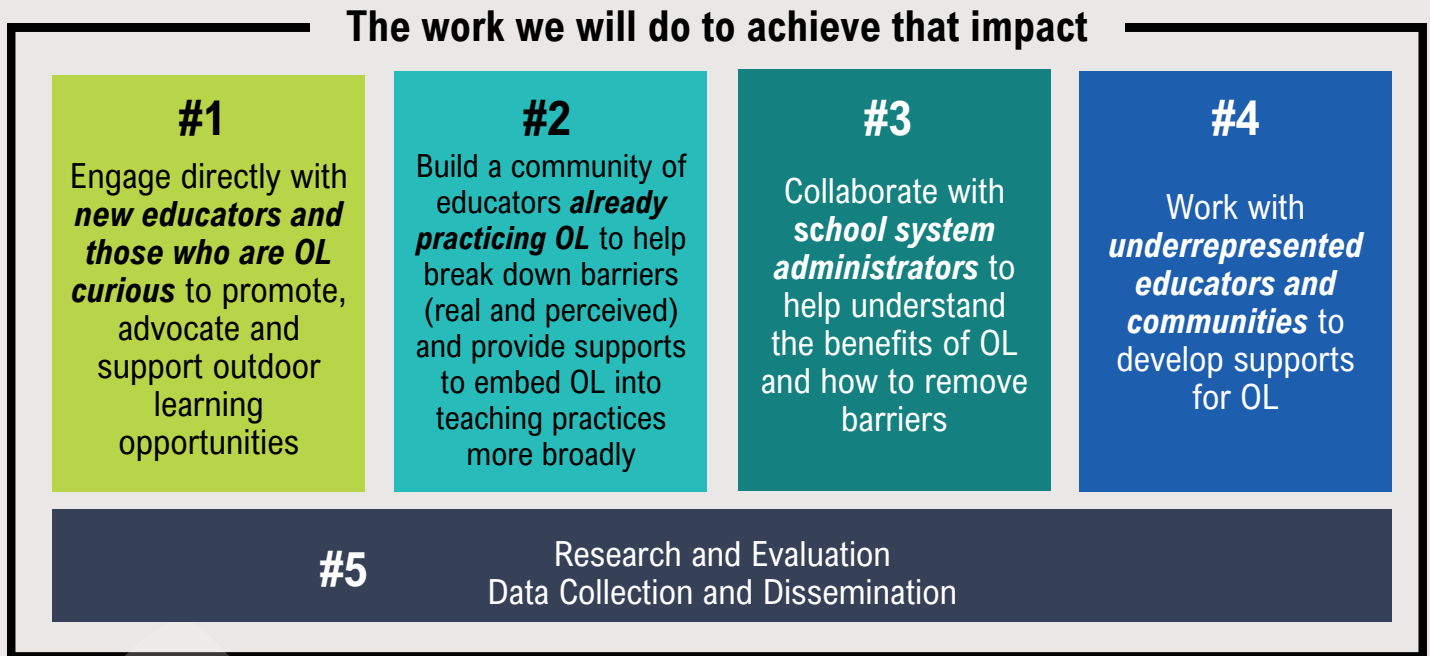 The work we will do to achieve that impact
#1
Engage directly with
new educators and
those who are OL
curious to promote,
advocate and
support outdoor
learning
opportunities
#2
Build a community of
educators already
practicing OL to help
break down barriers
(real and perceived)
and provide supports
to embed OL into
teaching practices
more broadly
#3
Collaborate with
school system
administrators to
help understand
the benefits of OL
and how to remove
barriers
#4
Work with
underrepresented
educators and
communities to
develop supports
for OL
#5
Research and Evaluation
Data Collection and Dissemination